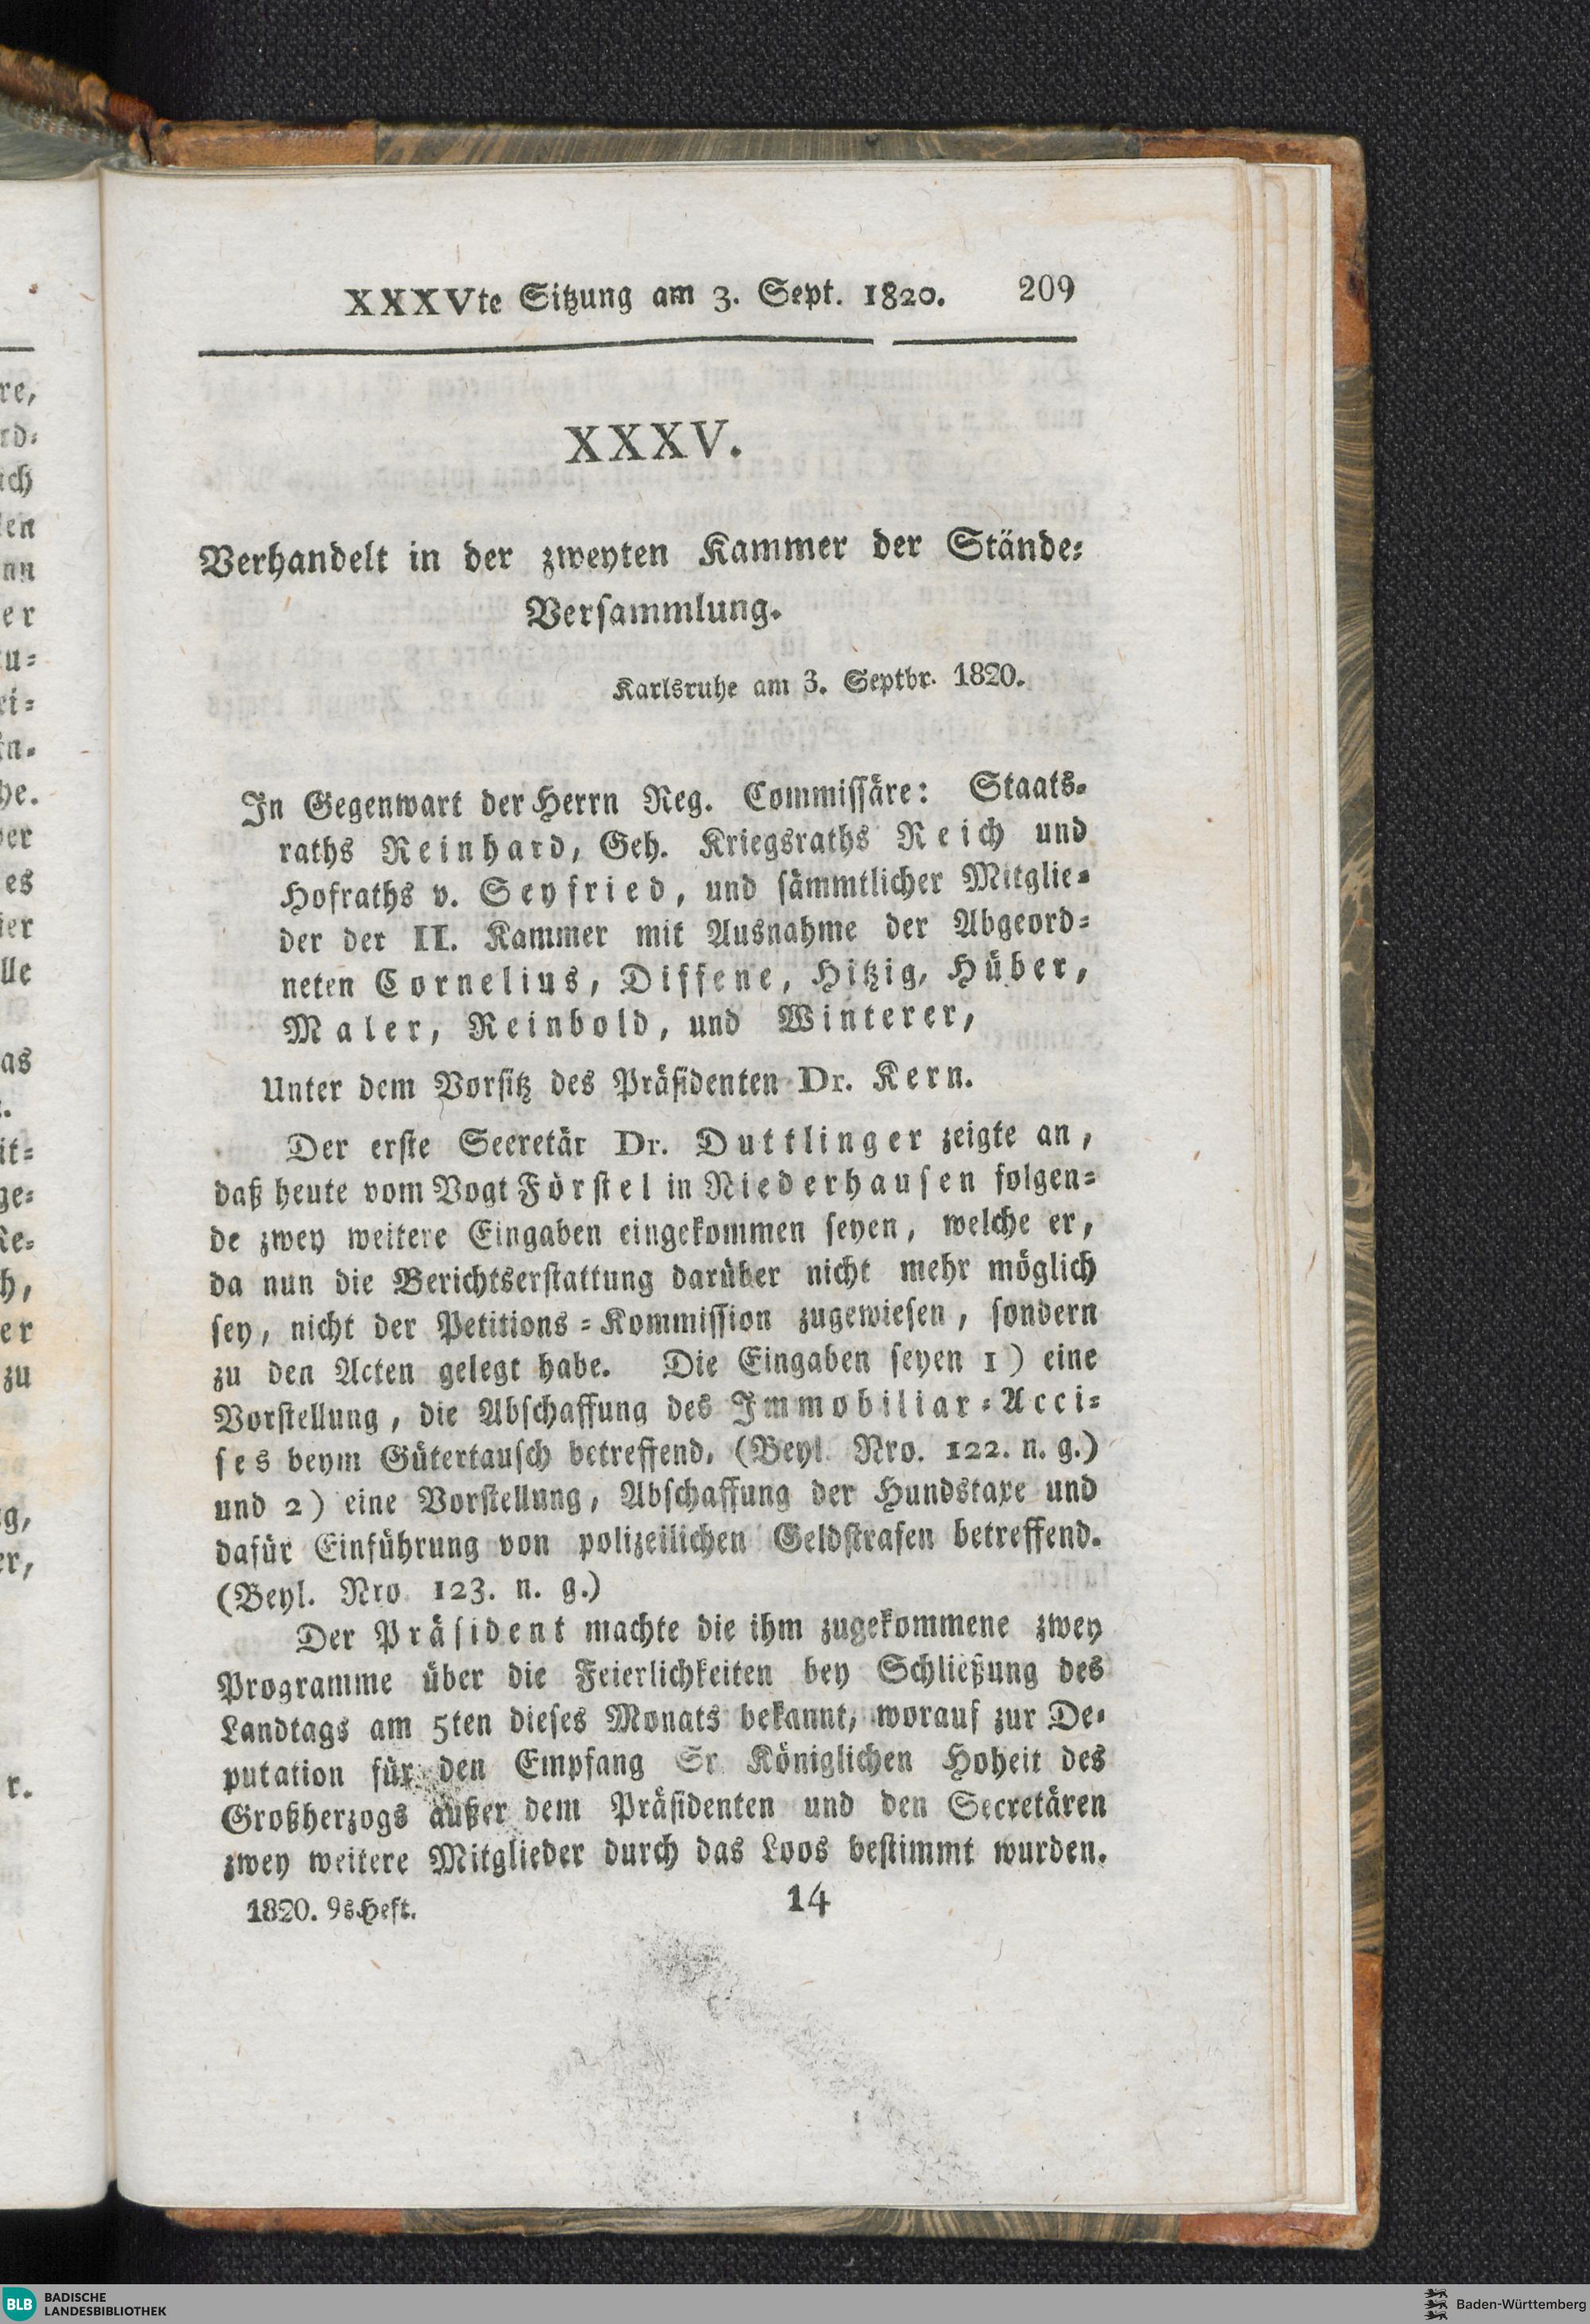 XXXVte Sitzung am 3. Sept. 1820. 209
XXXV.
Verhandelt in der zweyten Kammer der Stände-
Versammlung.
Karlsruhe am 3. Septbr. 1820.
In Gegenwart der Herrn Reg. Commissäre: Staats-
raths Reinhard, Geh. Kriegsraths Reich und
Hofraths v. Seyfried, und sämmtlicher Mitglie-
der der II. Kammer mit Ausnahme der Abgeord-
neten Cornelius, Diffene, Hitzig, Hüber,
Maler, Reinbold, und Winterer,
Unter dem Vorsitz des Präsidenten Dr. Kern.
Der erste Seeretär Dr. Duttlinger zeigte an,
daß heute vom Vogt Förstel in Niederhausen folgen-
de zwey weitere Eingaben eingekommen seyen, welche er,
da nun die Berichtserstattung darüber nicht mehr möglich
sey, nicht der Petitions-Kommission zugewiesen, sondern
zu den Acten gelegt habe. Die Eingaben seyen 1) eine
Vorstellung, die Abschaffung des Immobiliar-Acci-
ses beym Gütertausch betreffend, (Beyl. Nro. 122. n. g.)
und 2) eine Vorstellung, Abschaffung der Hundstaxe und
dafür Einführung von polizeilichen Geldstrafen betreffend.
(Beyl. Nro. 123. n. g.)
Der Präsident machte die ihm zugekommene zwey
Programme über die Feierlichkeiten bey Schließung des
Landtags am 5ten dieses Monats bekannt, worauf zur De-
putation für den Empfang Sr Königlichen Hoheit des
Großherzogs außer dem Präsidenten und den Secretären
zwey weitere Mitglieder durch das Loos bestimmt wurden.
1820. 9s Heft. 14
BLB BADISCHE
LANDESBIBLIOTHEK
Baden-Württemberg